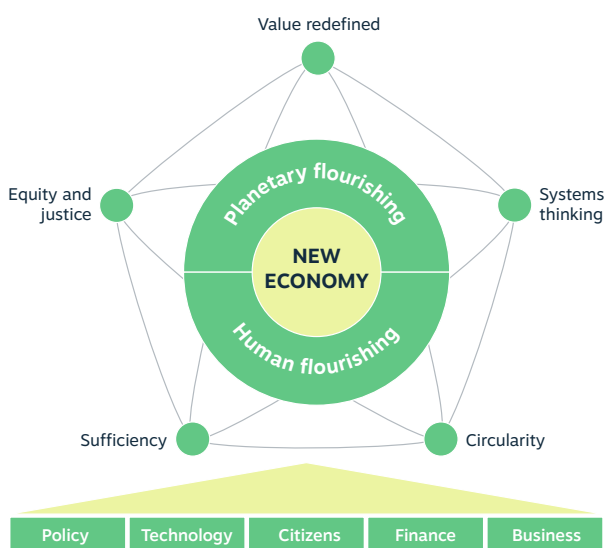 Value redefined
Equity and
justice
Systems
thinking
Planetary flourishing
NEW
ECONOMY
Human flourishing
Sufficiency
Circularity
Policy
Technology
Citizens
Finance
Business